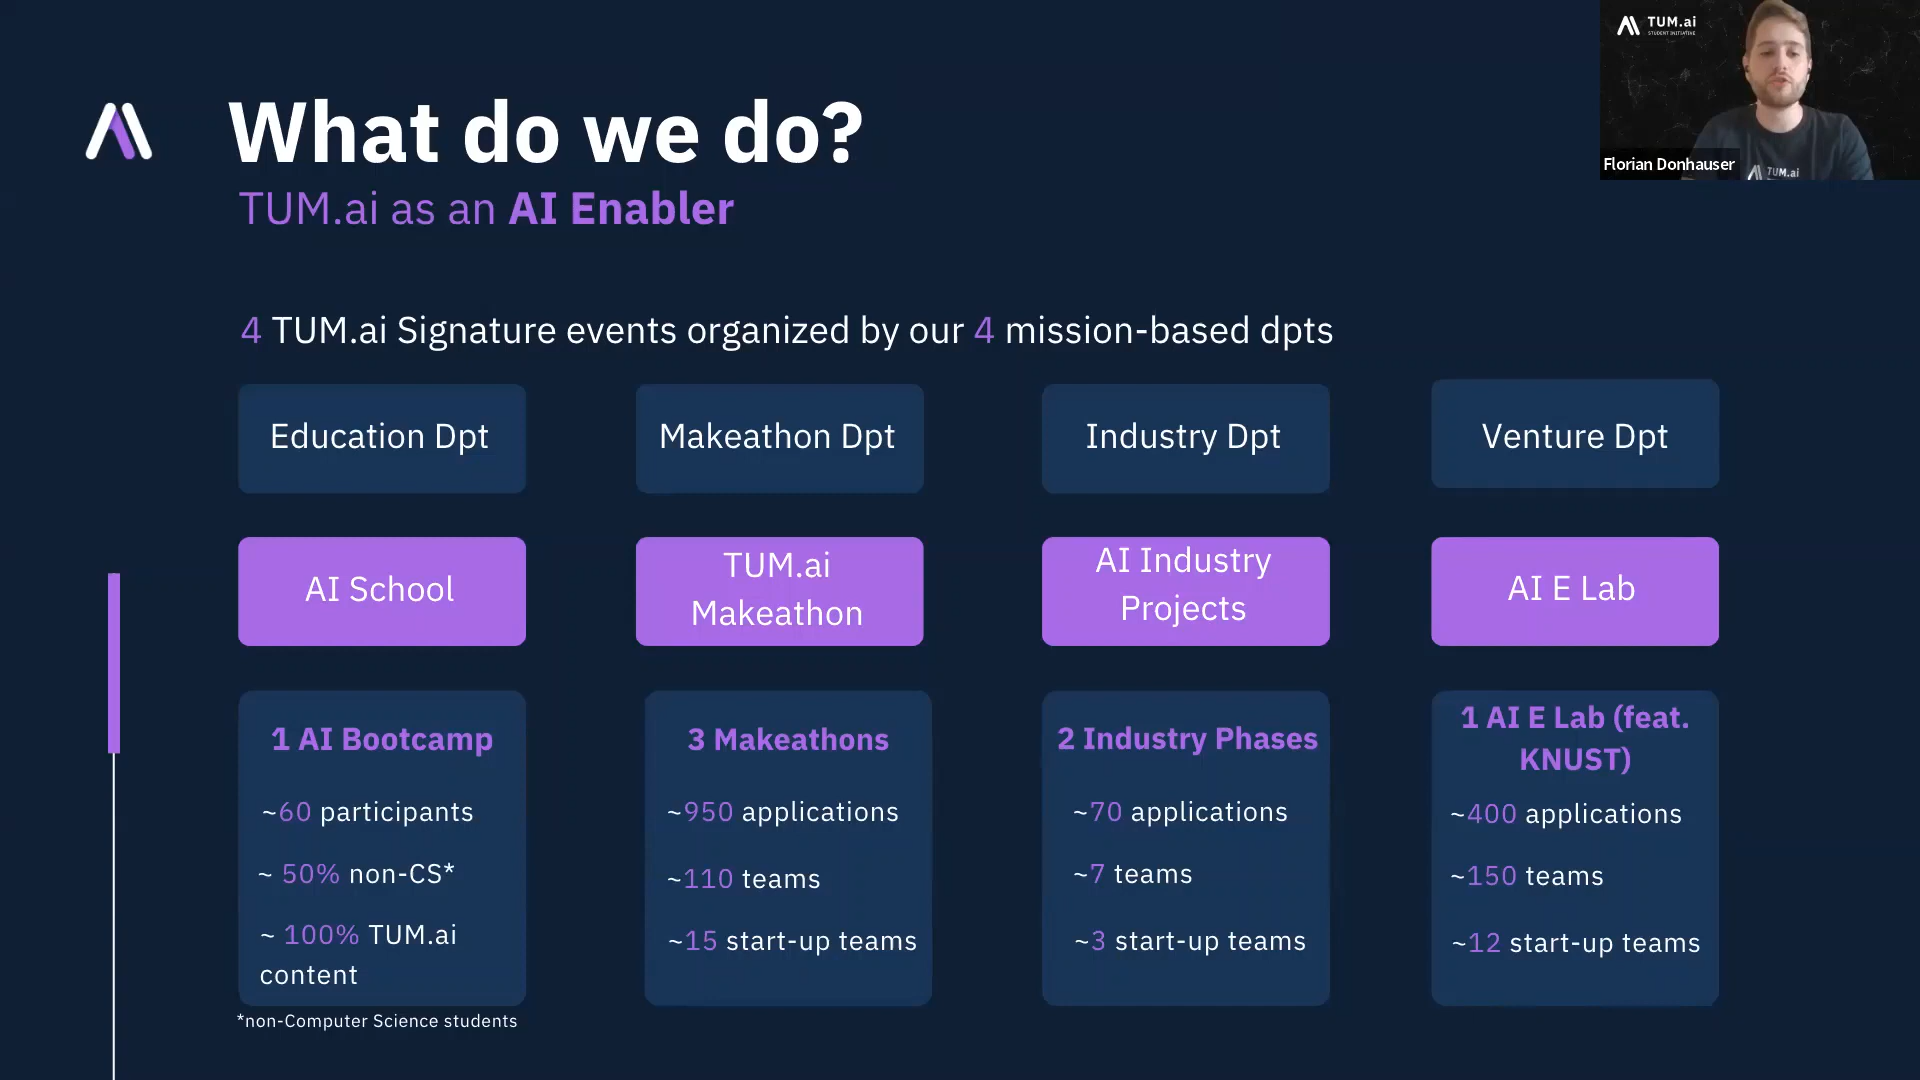 What do we do?
TUM.ai as an AI Enabler
TUM.ai
STUDENT INITIATIVE
TUM.ai
Florian Donhauser
4 TUM.ai Signature events organized by our 4 mission-based dpts
Education Dpt
AI School
1 AI Bootcamp
~60 participants
~ 50% non-CS*
~ 100% TUM.ai
content
*non-Computer Science students
Makeathon Dpt
TUM.ai
Makeathon
3 Makeathons
~950 applications
~110 teams
~15 start-up teams
Industry Dpt
AI Industry
Projects
2 Industry Phases
~70 applications
~7 teams
~3 start-up teams
Venture Dpt
AI E Lab
1 AI E Lab (feat.
KNUST)
~400 applications
~150 teams
~12 start-up teams